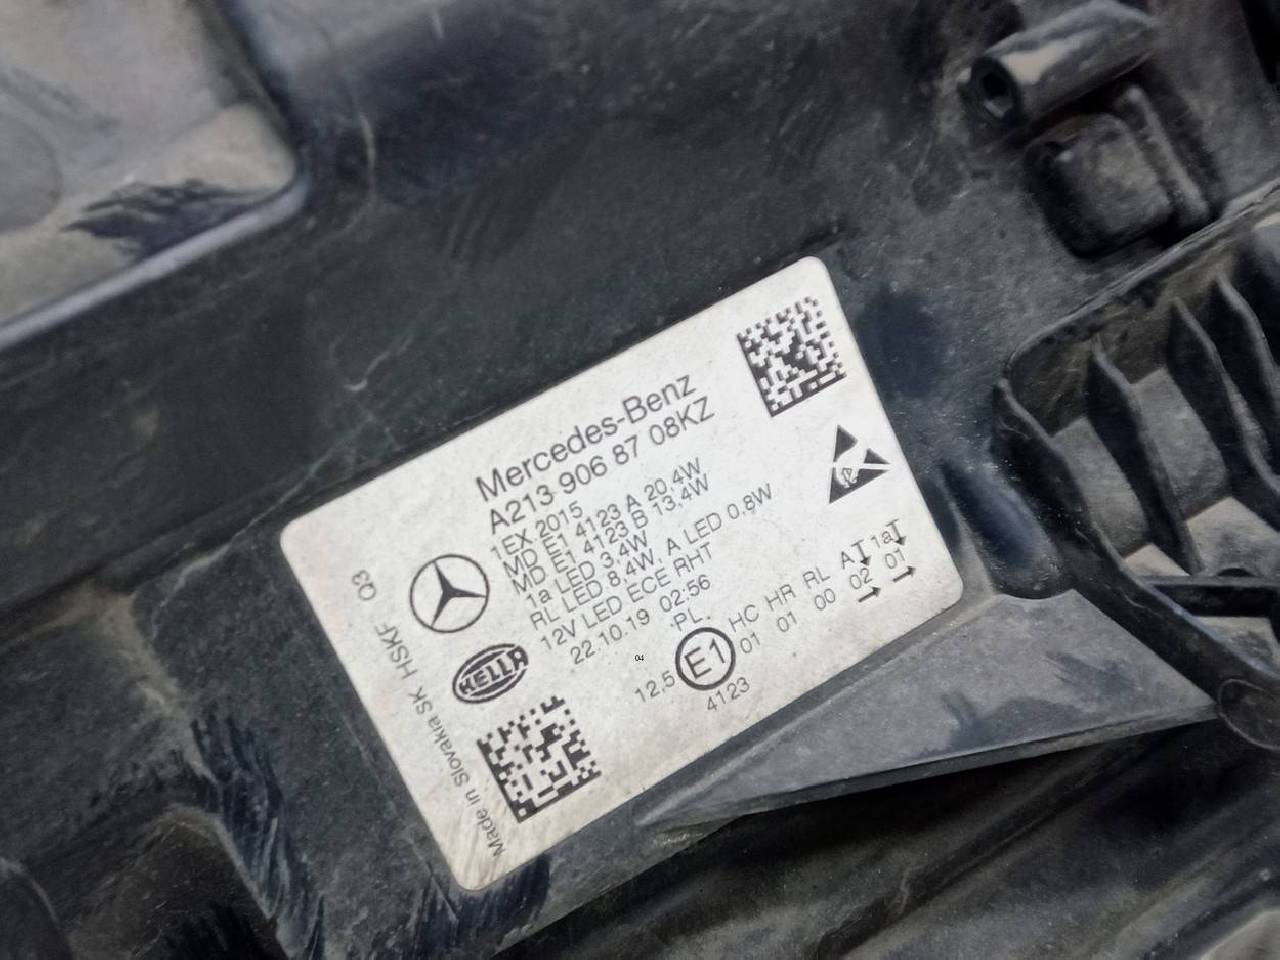 Mercedes-Benz
A213 906 87 08KZ
1EX 2015
MD E1 4123 A 20,4W
MD E1 4123 B 13,4W
1a LED 3,4W
RL LED 8,4W, A LED 0,8W
12V LED ECE RHT
22.10.19 02:56
PL
HC HR RL A 1a
12,5 E1 01 01 00 02 01
4123
HELLA
Made in Slovakia SK HSKF Q3